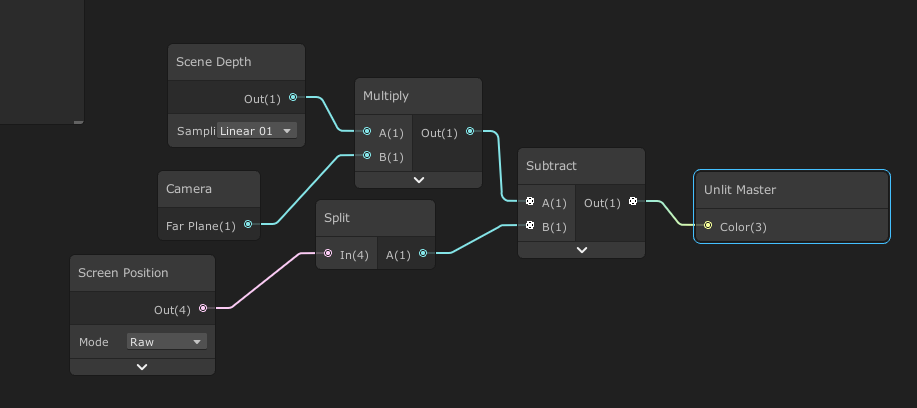 Scene Depth
Out(1)
Sampli Linear 01
Multiply
A(1) Out(1)
B(1)
Camera
Far Plane(1)
Split
In(4) A(1)
Screen Position
Out(4)
Mode Raw
Subtract
A(1) Out(1)
B(1)
Unlit Master
Color(3)